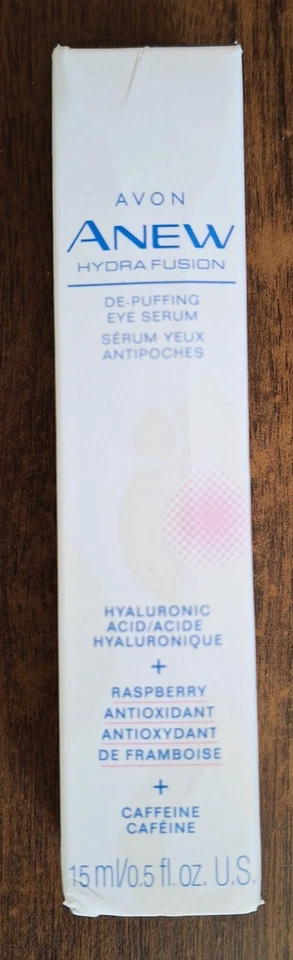 AVON
ANEW
HYDRA FUSION
DE-PUFFING
EYE SERUM
SÉRUM YEUX
ANTIPOCHES
HYALURONIC
ACID/ACIDE
HYALURONIQUE
+
RASPBERRY
ANTIOXIDANT
ANTIOXYDANT
DE FRAMBOISE
+
CAFFEINE
CAFÉINE
15 ml/0.5 fl. oz. U.S.